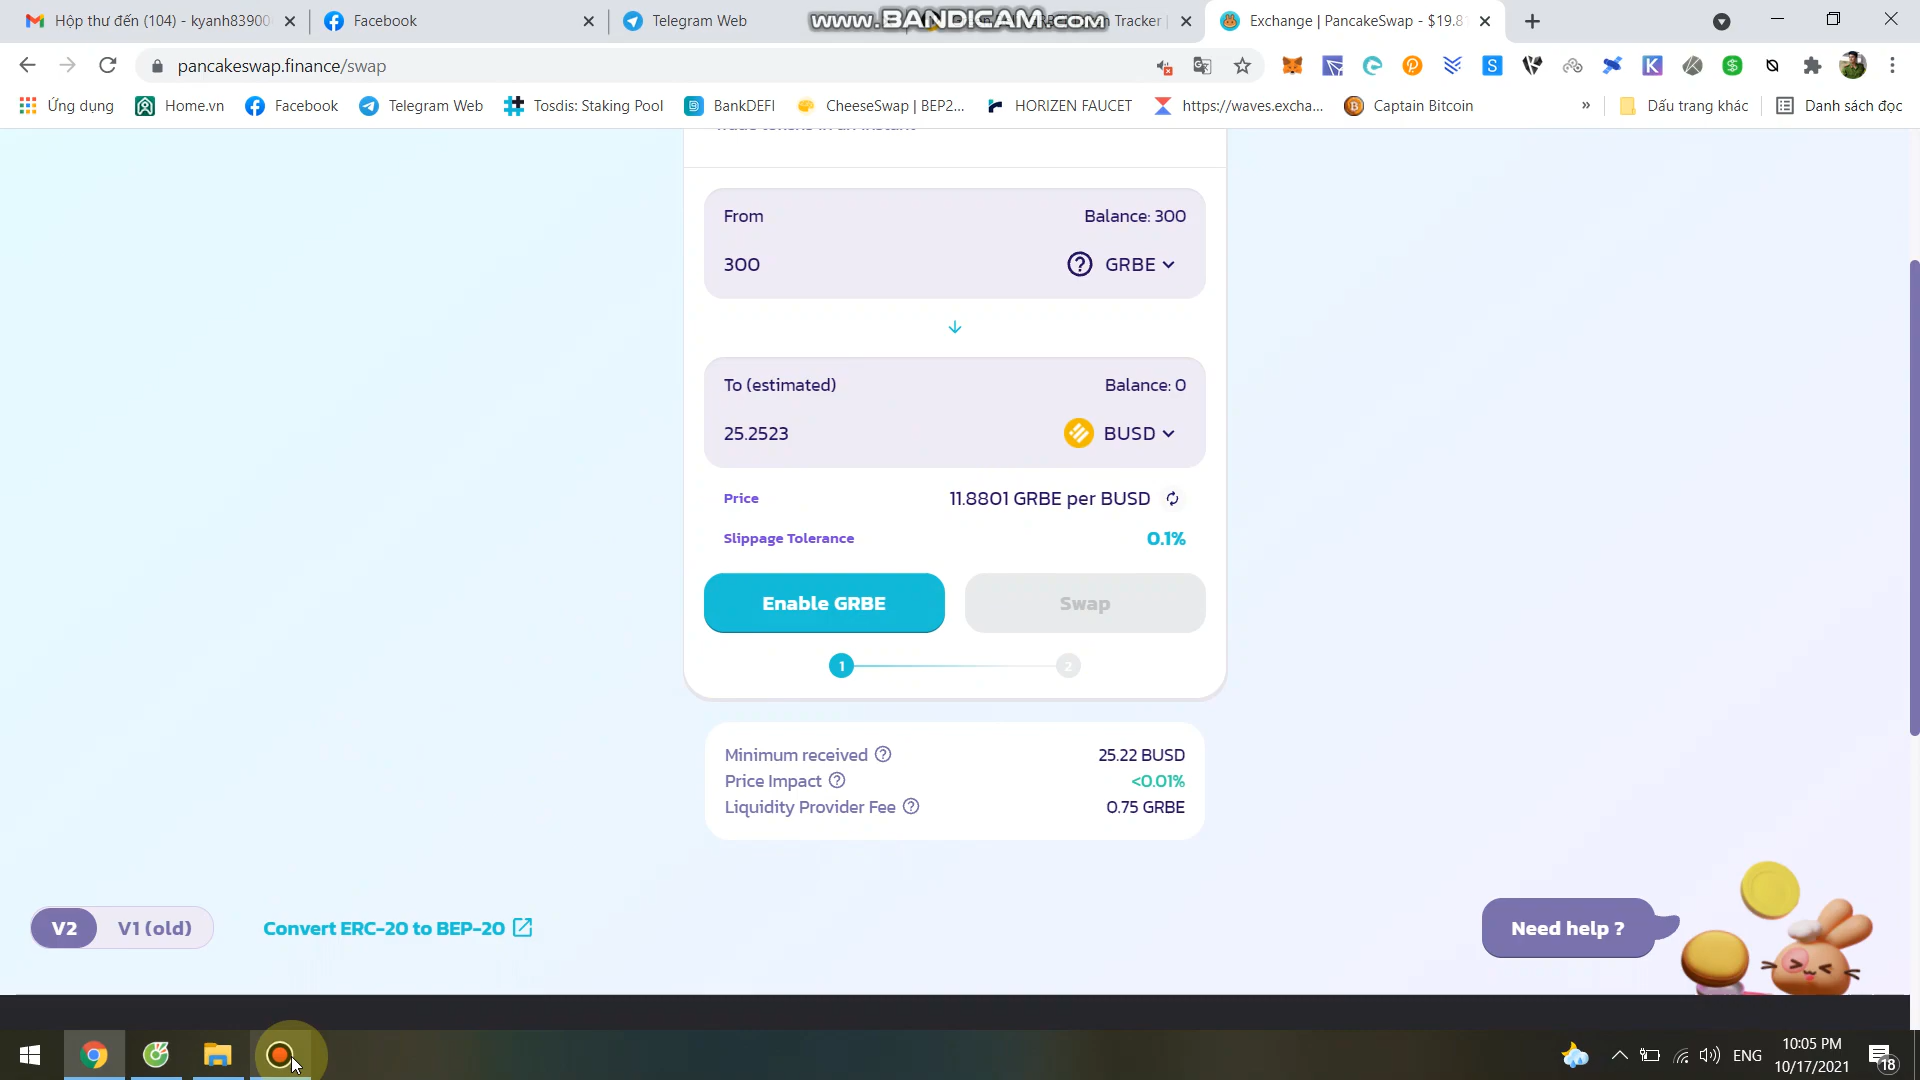 Hộp thư đến (104) - kyanh83900
Facebook
Telegram Web
www.BANDICAM.com
Tracker
Exchange | PancakeSwap - $19.8
pancakeswap.finance/swap
Ứng dụng
Home.vn
Facebook
Telegram Web
Tosdis: Staking Pool
BankDEFI
CheeseSwap | BEP2...
HORIZEN FAUCET
https://waves.excha...
Captain Bitcoin
»
Dấu trang khác
Danh sách đọc
Trade tokens in an instant
From
Balance: 300
300
GRBE
To (estimated)
Balance: 0
25.2523
BUSD
Price
11.8801 GRBE per BUSD
Slippage Tolerance
0.1%
Enable GRBE
Swap
1
2
Minimum received
25.22 BUSD
Price Impact
<0.01%
Liquidity Provider Fee
0.75 GRBE
V2
V1 (old)
Convert ERC-20 to BEP-20
Need help ?
ENG
10:05 PM
10/17/2021
18